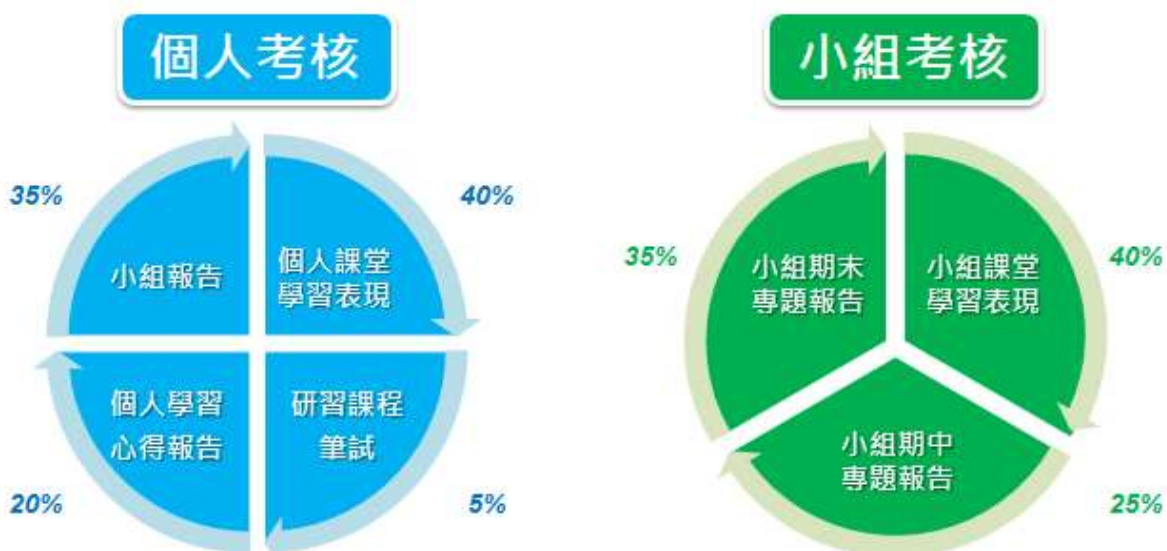 個人考核
35%
40%
小組報告
個人課堂
學習表現
個人學習
心得報告
研習課程
筆試
20%
5%
小組考核
35%
40%
小組期末
專題報告
小組課堂
學習表現
小組期中
專題報告
25%